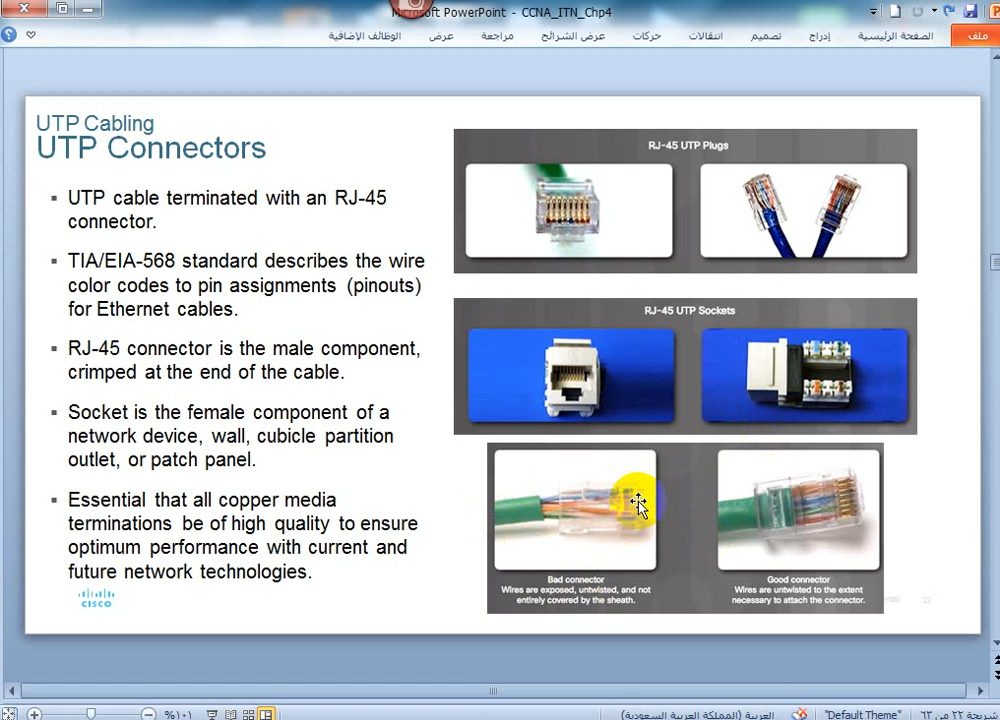 Microsoft PowerPoint - CCNA_ITN_Chp4
ملف
الصفحة الرئيسية
إدراج
تصميم
انتقالات
حركات
عرض الشرائح
مراجعة
عرض
الوظائف الإضافية
UTP Cabling
UTP Connectors
UTP cable terminated with an RJ-45
connector.
TIA/EIA-568 standard describes the wire
color codes to pin assignments (pinouts)
for Ethernet cables.
RJ-45 connector is the male component,
crimped at the end of the cable.
Socket is the female component of a
network device, wall, cubicle partition
outlet, or patch panel.
Essential that all copper media
terminations be of high quality to ensure
optimum performance with current and
future network technologies.
CISCO
RJ-45 UTP Plugs
RJ-45 UTP Sockets
Bad connector
Wires are exposed, untwisted, and not
entirely covered by the sheath.
Good connector
Wires are untwisted to the extent
necessary to attach the connector.
شريحة ٢٢ من ٦٣
"Default Theme"
العربية (المملكة العربية السعودية)
١٠١%